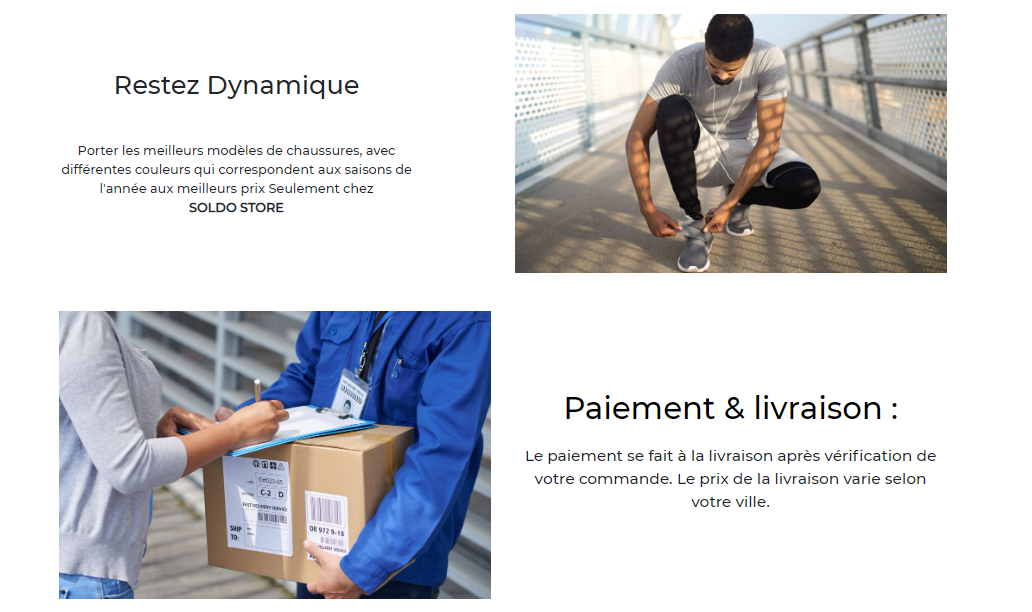 Restez Dynamique
Porter les meilleurs modèles de chaussures, avec
différentes couleurs qui correspondent aux saisons de
l'année aux meilleurs prix Seulement chez
SOLDO STORE
Paiement & livraison :
Le paiement se fait à la livraison après vérification de
votre commande. Le prix de la livraison varie selon
votre ville.
C-2 D
SHIP
TO:
OR 972 9-18